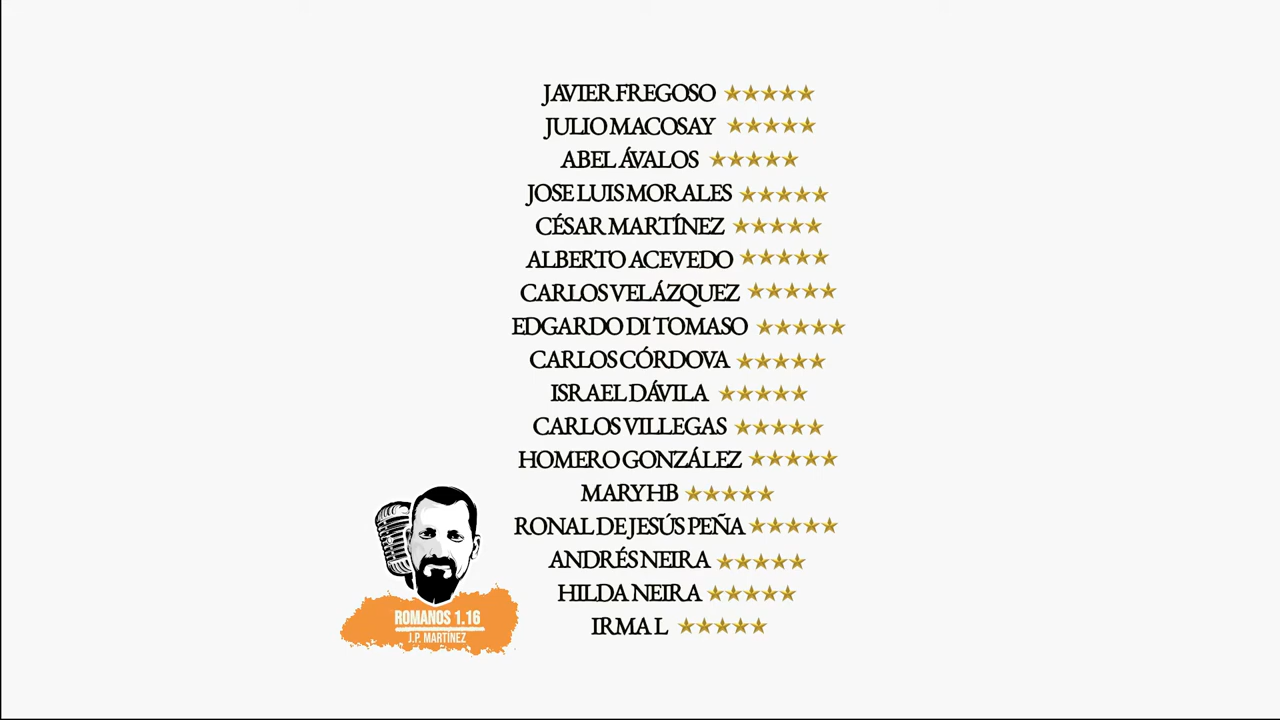 JAVIER FREGOSO
JULIO MACOSAY
ABEL ÁVALOS
JOSE LUIS MORALES
CÉSAR MARTÍNEZ
ALBERTO ACEVEDO
CARLOS VELÁZQUEZ
EDGARDO DI TOMASO
CARLOS CÓRDOVA
ISRAEL DÁVILA
CARLOS VILLEGAS
HOMERO GONZÁLEZ
MARY HB
RONAL DE JESÚS PEÑA
ANDRÉS NEIRA
HILDA NEIRA
IRMA L
ROMANOS 1.16
J.P. MARTÍNEZ